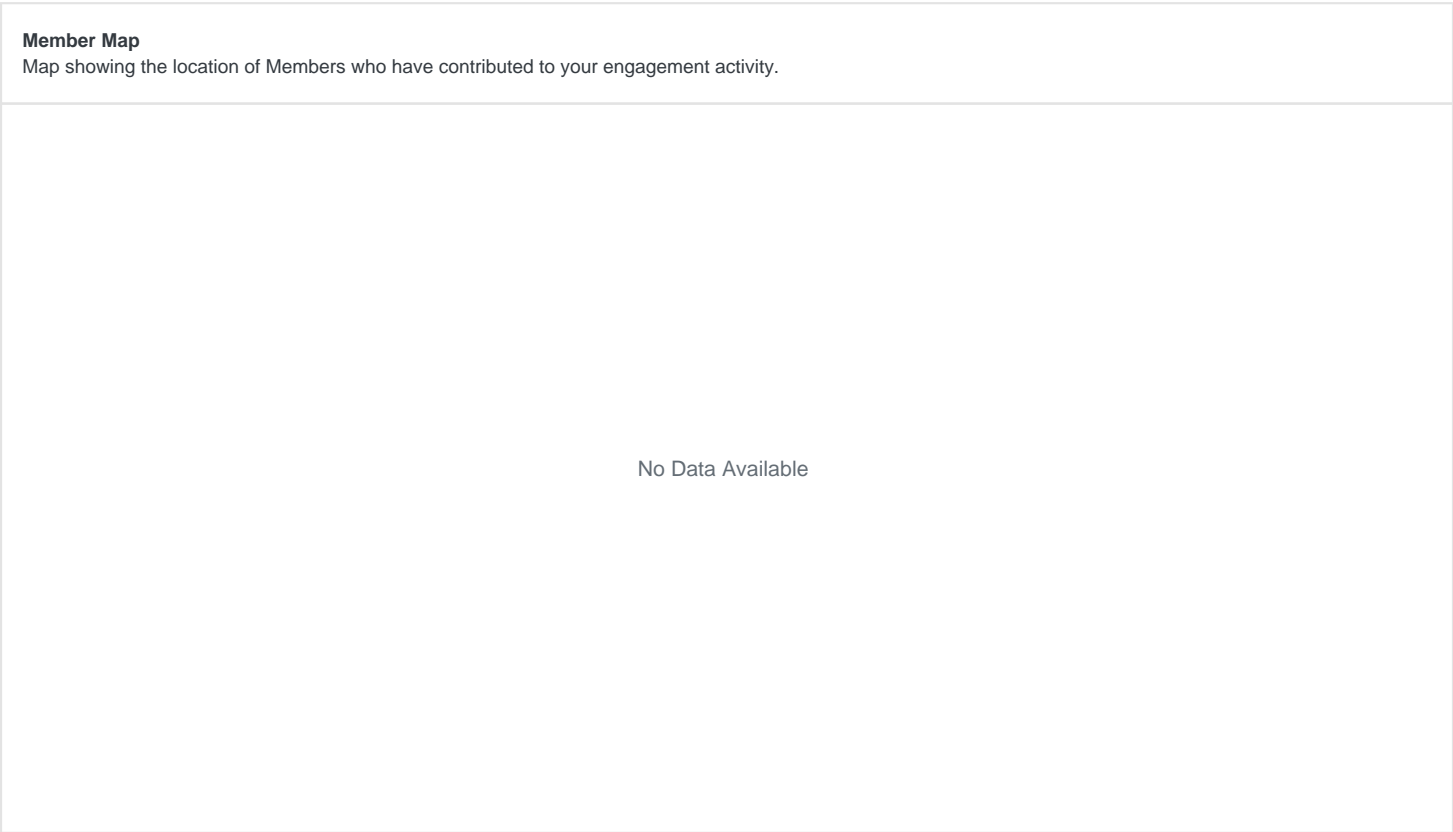 Member Map
Map showing the location of Members who have contributed to your engagement activity.
No Data Available